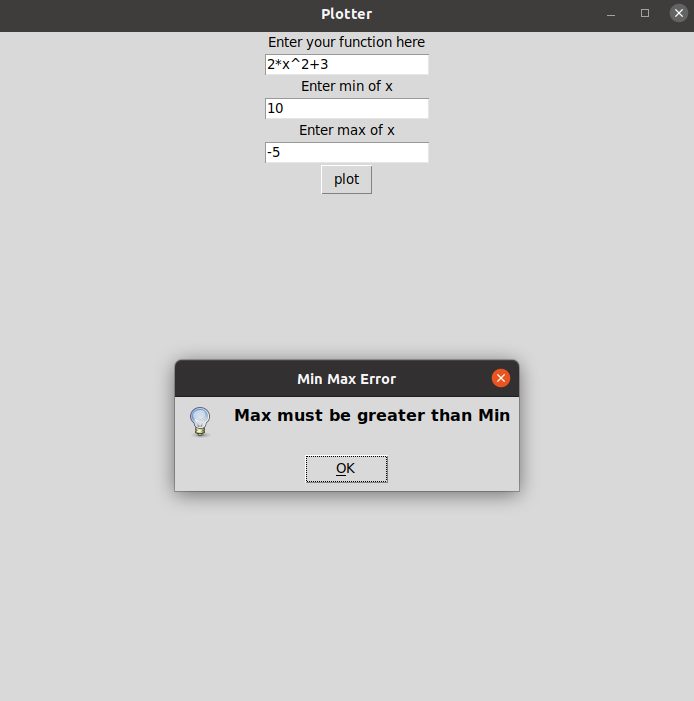 Plotter
Enter your function here
2*x^2+3
Enter min of x
10
Enter max of x
-5
plot
Min Max Error
Max must be greater than Min
OK